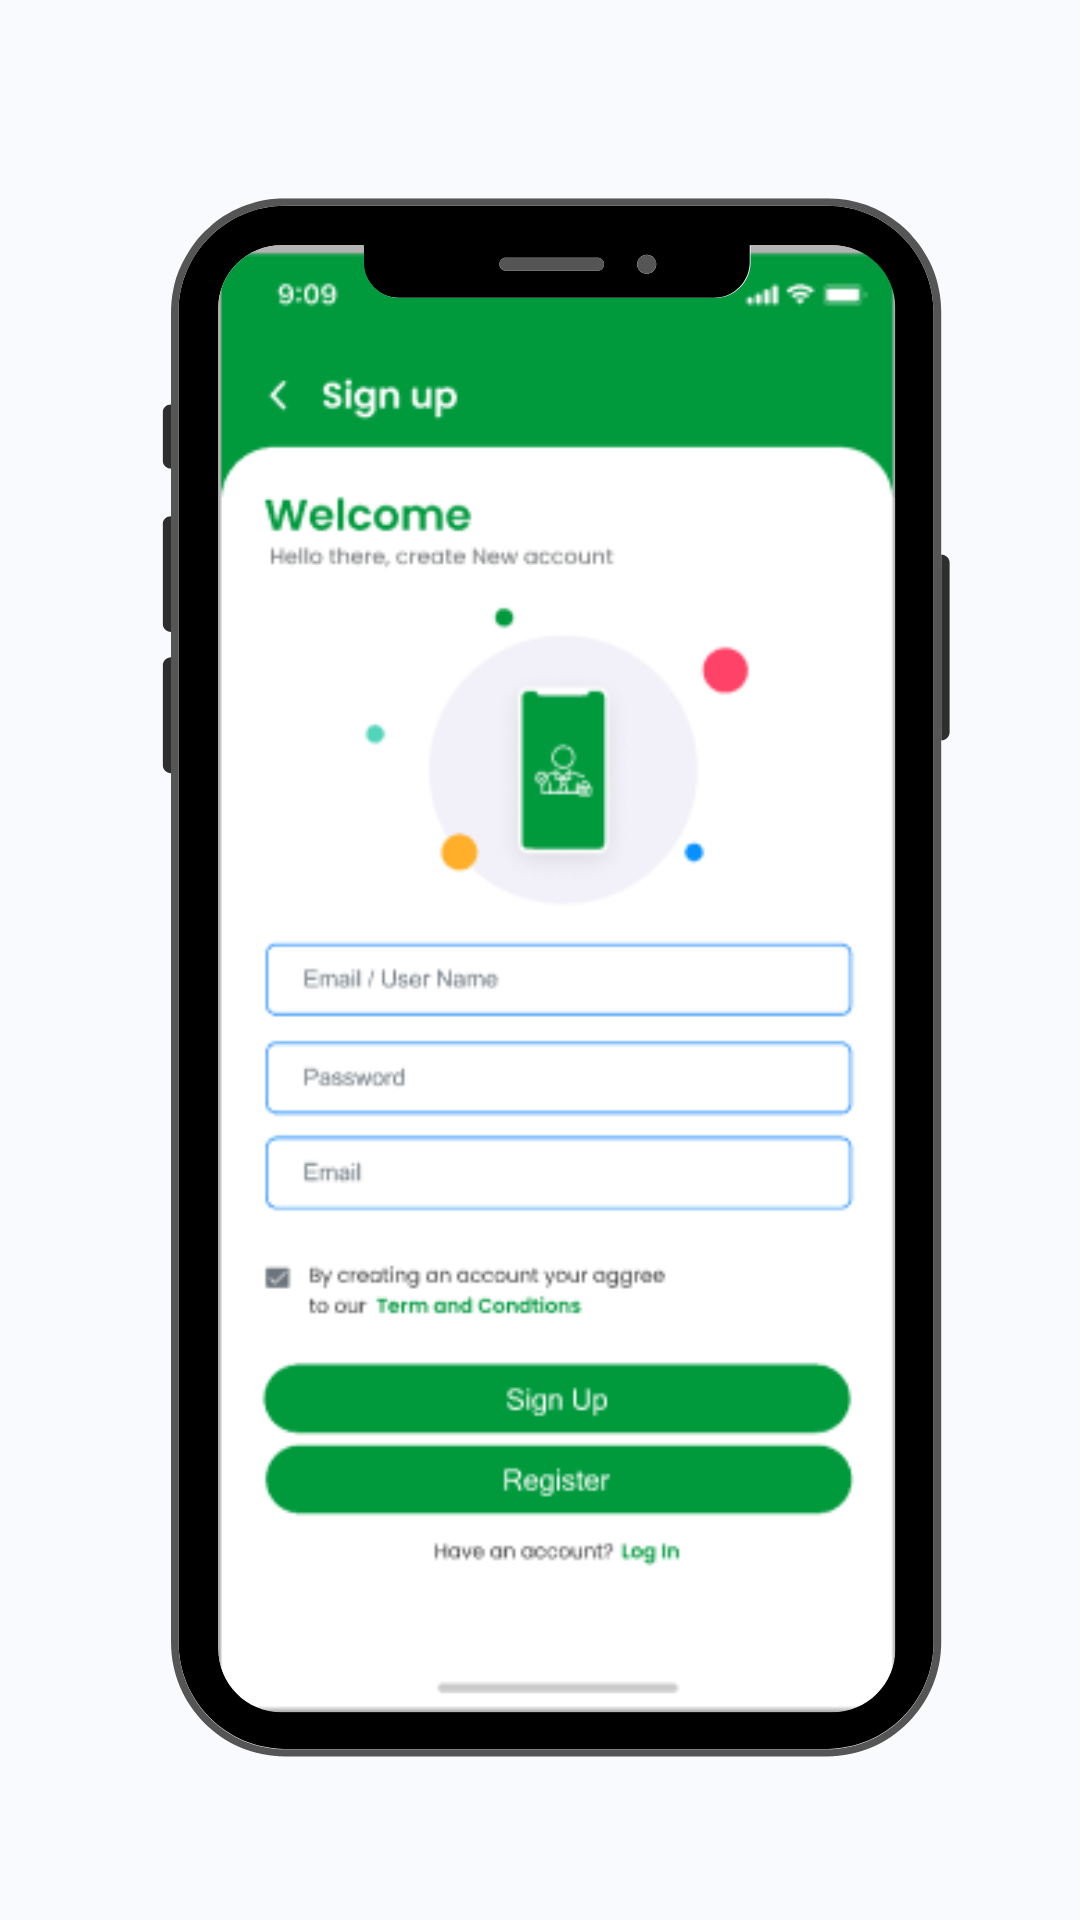 9:09
Sign up
Welcome
Hello there, create New account
Email / User Name
Password
Email
By creating an account your aggree
to our Term and Condtions
Sign Up
Register
Have an account? Log In